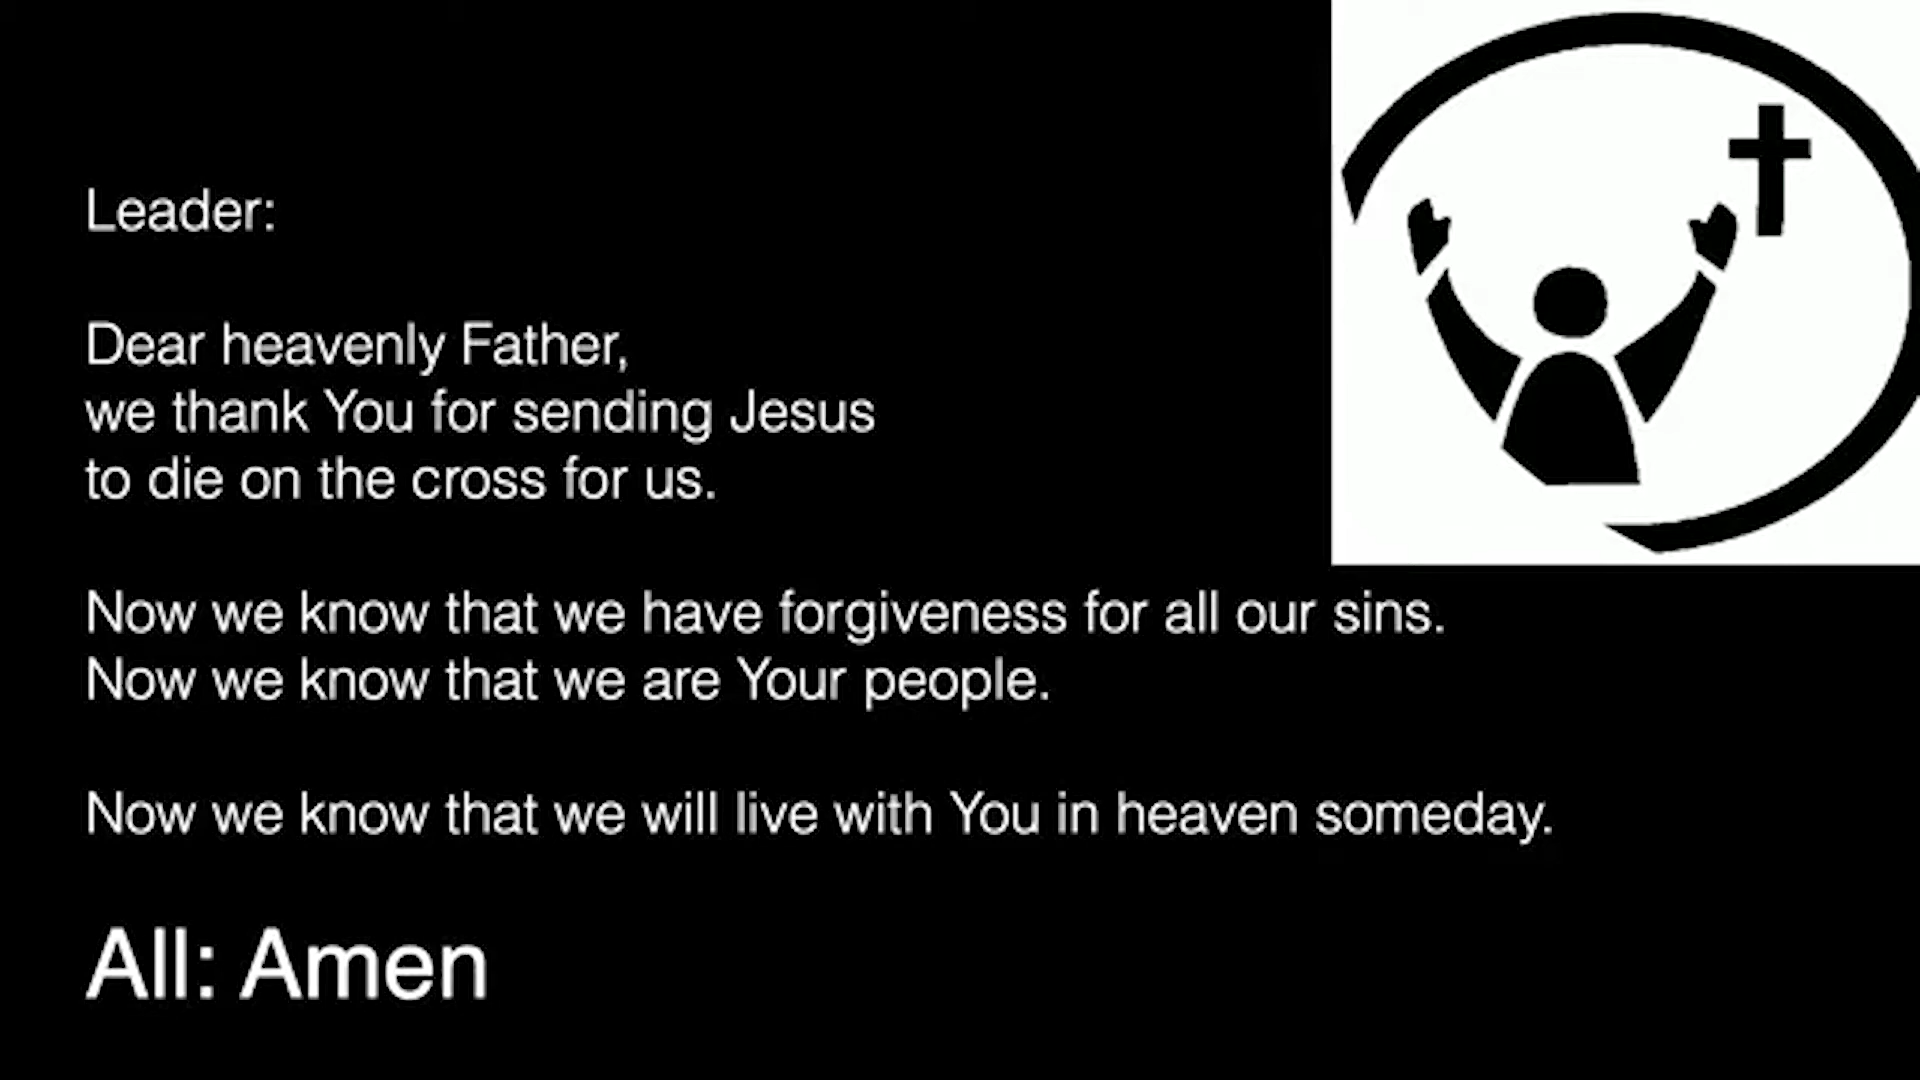 Leader:
Dear heavenly Father,
we thank You for sending Jesus
to die on the cross for us.
Now we know that we have forgiveness for all our sins.
Now we know that we are Your people.
Now we know that we will live with You in heaven someday.
All: Amen